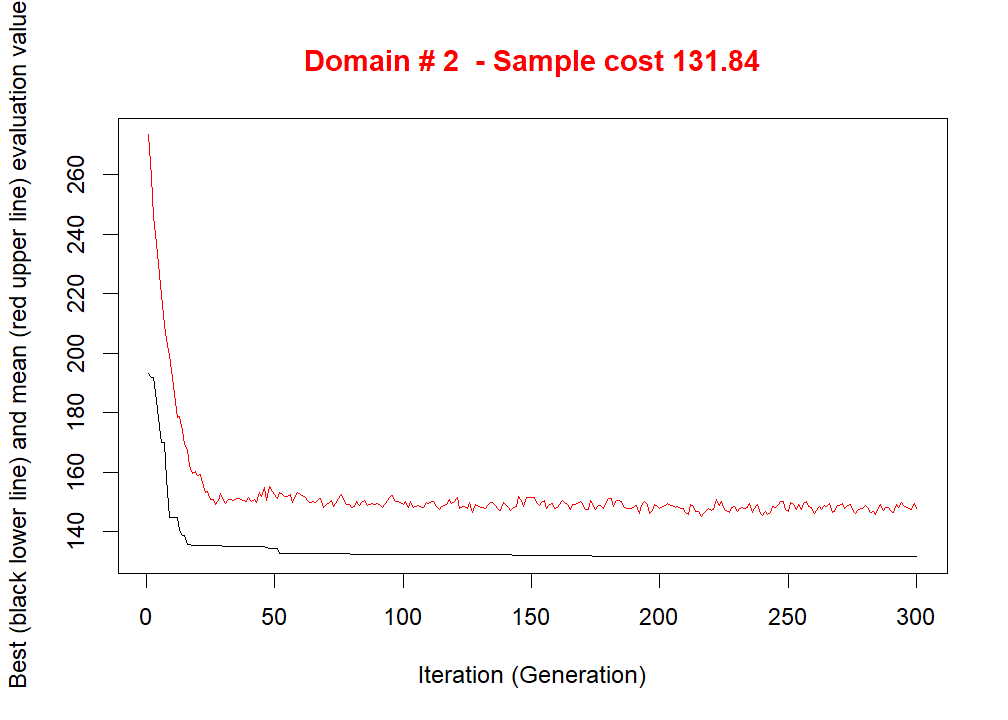 Domain # 2  - Sample cost 131.84
Best (black lower line) and mean (red upper line) evaluation value
260
240
220
200
180
160
140
0 50 100 150 200 250 300
Iteration (Generation)